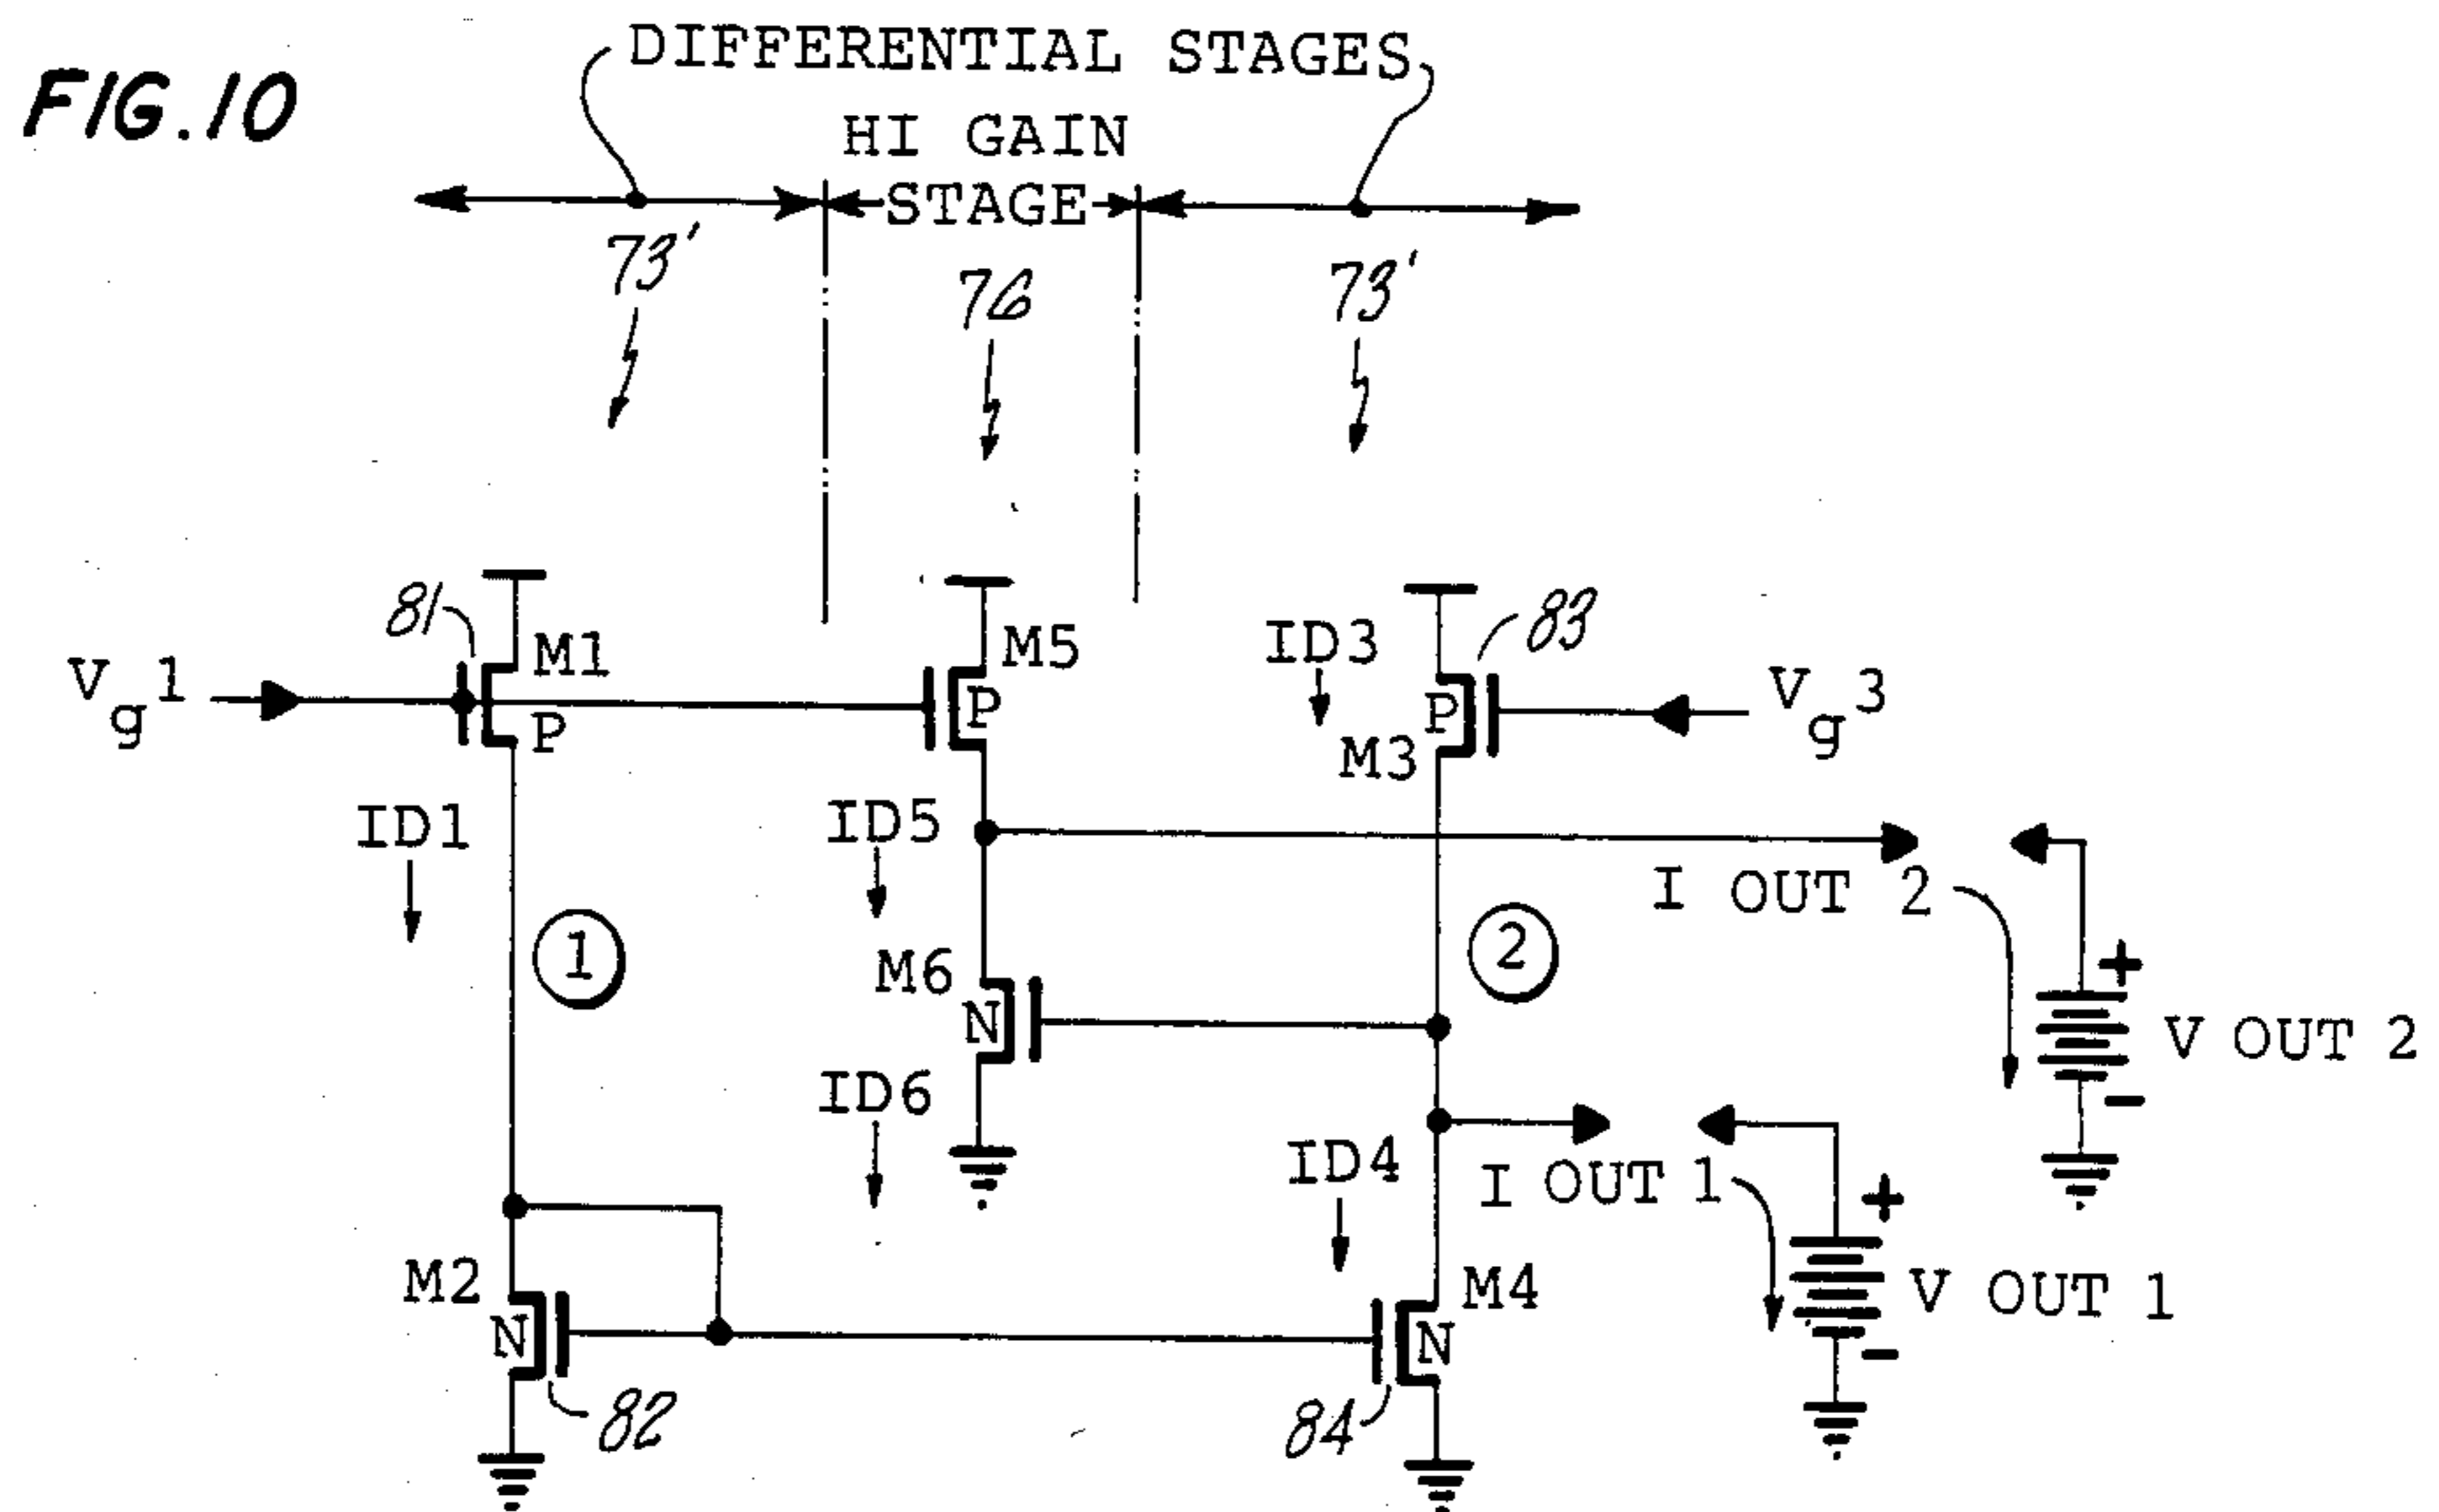 FIG. 10
DIFFERENTIAL STAGES
HI GAIN
STAGE
73'
76
73'
81
M1
P
Vg1
M5
P
ID3
83
P
M3
Vg3
ID1
ID5
I OUT 2
1
2
M6
N
+
V OUT 2
-
ID6
ID4
I OUT 1
+
M2
N
M4
N
V OUT 1
-
82
84